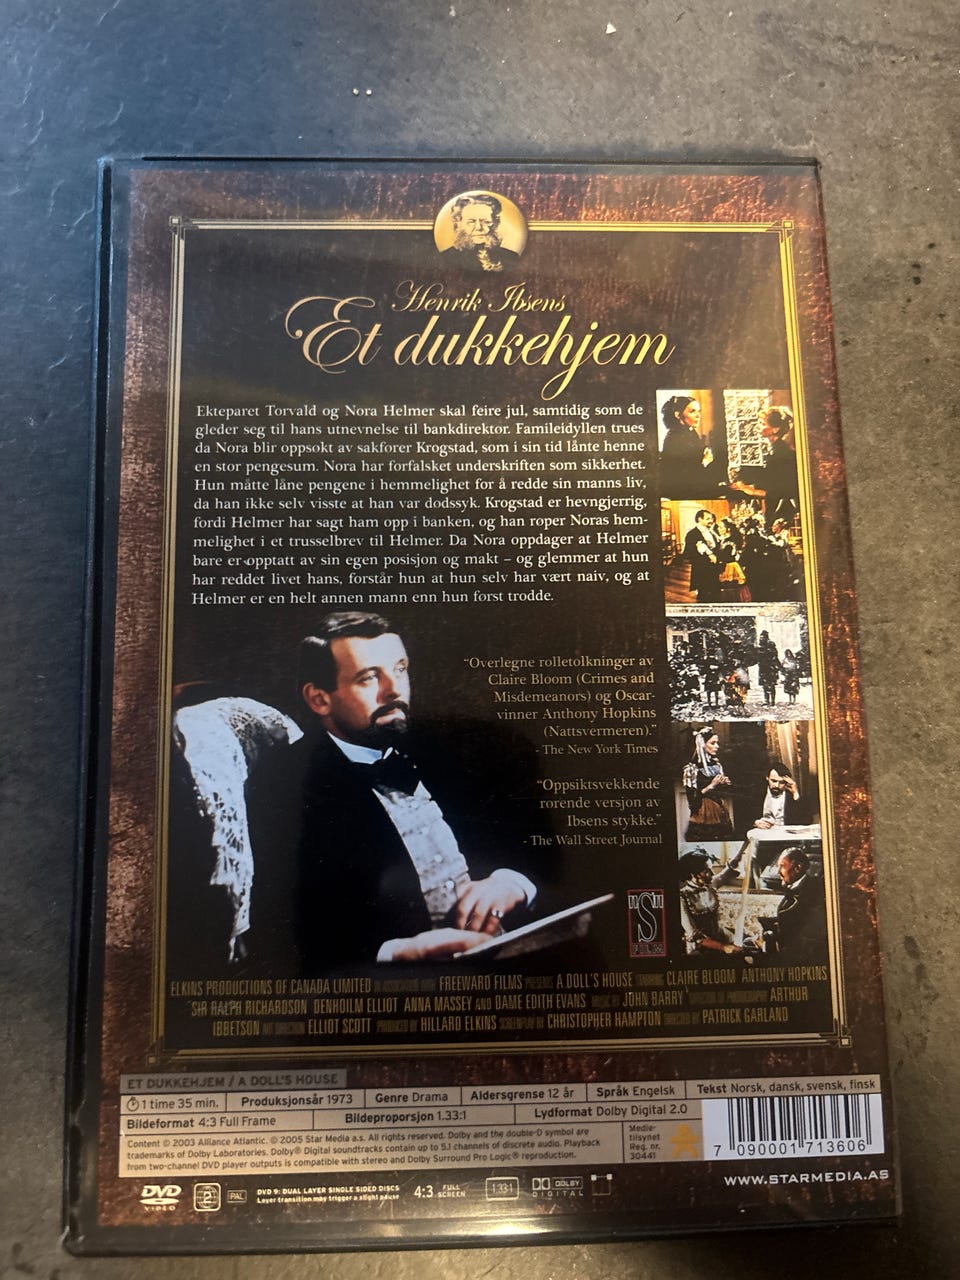 Henrik Ibsens
Et dukkehjem
Ekteparet Torvald og Nora Helmer skal feire jul, samtidig som de
gleder seg til hans utnevnelse til bankdirektør. Fameileidyllen trues
da Nora blir oppsøkt av sakfører Krogstad, som i sin tid lånte henne
en stor pengesum. Nora har forfalsket underskriften som sikkerhet.
Hun måtte låne pengene i hemmelighet for å redde sin manns liv,
da han ikke selv visste at han var dødssyk. Krogstad er hevngjerrig,
fordi Helmer har sagt ham opp i banken, og han røper Noras hem-
melighet i et trusselbrev til Helmer. Da Nora oppdager at Helmer
bare er opptatt av sin egen posisjon og makt – og glemmer at hun
har reddet livet hans, forstår hun at hun selv har vært naiv, og at
Helmer er en helt annen mann enn hun først trodde.
“Overlegne rolletolkninger av
Claire Bloom (Crimes and
Misdemeanors) og Oscar-
vinner Anthony Hopkins
(Nattsvermeren).”
- The New York Times
“Oppsiktsvekkende
rørende versjon av
Ibsens stykke.”
- The Wall Street Journal
"S"
FILM
ELKINS PRODUCTIONS OF CANADA LIMITED IN ASSOCIATION WITH FREEWARD FILMS PRESENTS A DOLL'S HOUSE STARRING CLAIRE BLOOM ANTHONY HOPKINS
SIR RALPH RICHARDSON DENHOLM ELLIOT ANNA MASSEY AND DAME EDITH EVANS MUSIC BY JOHN BARRY DIRECTOR OF PHOTOGRAPHY ARTHUR
IBBETSON ART DIRECTION ELLIOT SCOTT PRODUCED BY HILLARD ELKINS SCREENPLAY BY CHRISTOPHER HAMPTON DIRECTED BY PATRICK GARLAND
ET DUKKEHJEM / A DOLL'S HOUSE
1 time 35 min. Produksjonsår 1973 Genre Drama Aldersgrense 12 år Språk Engelsk Tekst Norsk, dansk, svensk, finsk
Bildeformat 4:3 Full Frame Bildeproporsjon 1.33:1 Lydformat Dolby Digital 2.0
Content © 2003 Alliance Atlantic. © 2005 Star Media a.s. All rights reserved. Dolby and the double-D symbol are
trademarks of Dolby Laboratories. Dolby® Digital soundtracks contain up to 5.1 channels of discrete audio. Playback
from two-channel DVD player outputs is compatible with stereo and Dolby Surround Pro Logic® reproduction.
Medie-
tilsynet
Reg. nr.
30441
7 090001 713606
WWW.STARMEDIA.AS
DVD
VIDEO
2
PAL
DVD 9: DUAL LAYER SINGLE SIDED DISCS
Layer transition may trigger a slight pause
4:3 FULL
SCREEN
1.33:1
DOLBY
DIGITAL